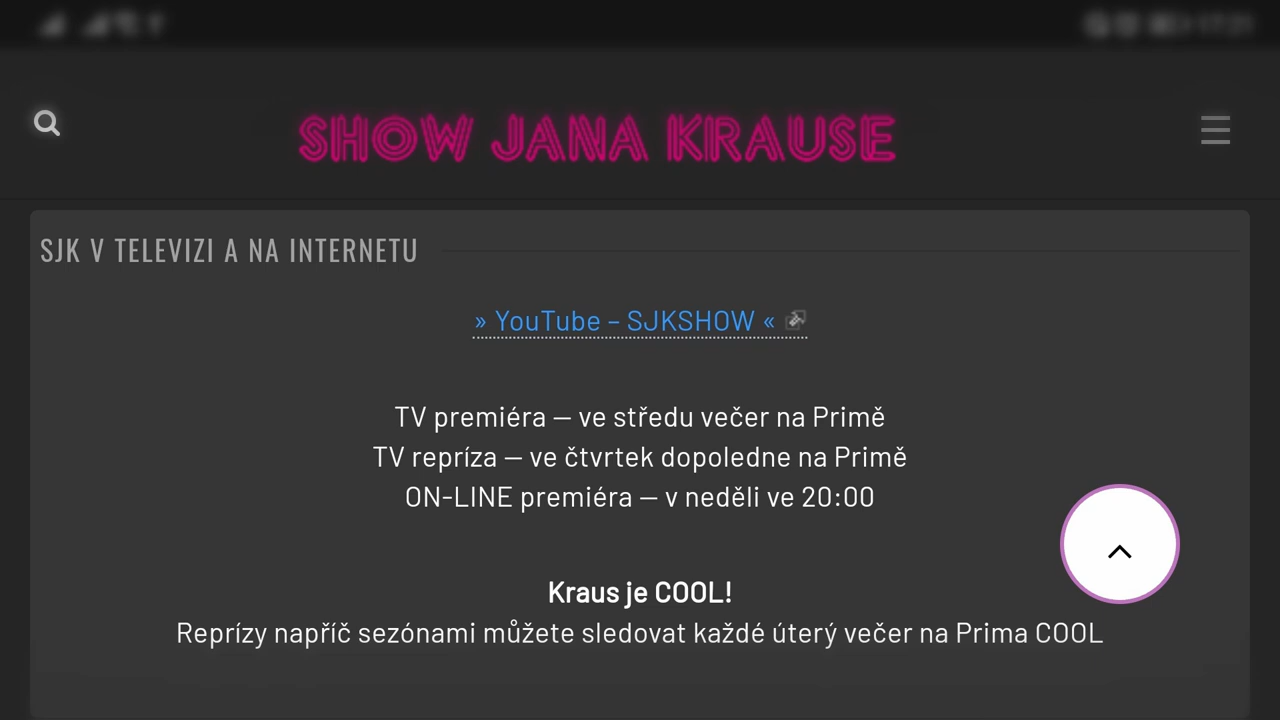 SHOW JANA KRAUSE
SJK V TELEVIZI A NA INTERNETU
» YouTube – SJKSHOW «
TV premiéra — ve středu večer na Primě
TV repríza — ve čtvrtek dopoledne na Primě
ON-LINE premiéra — v neděli ve 20:00
Kraus je COOL!
Reprízy napříč sezónami můžete sledovat každé úterý večer na Prima COOL